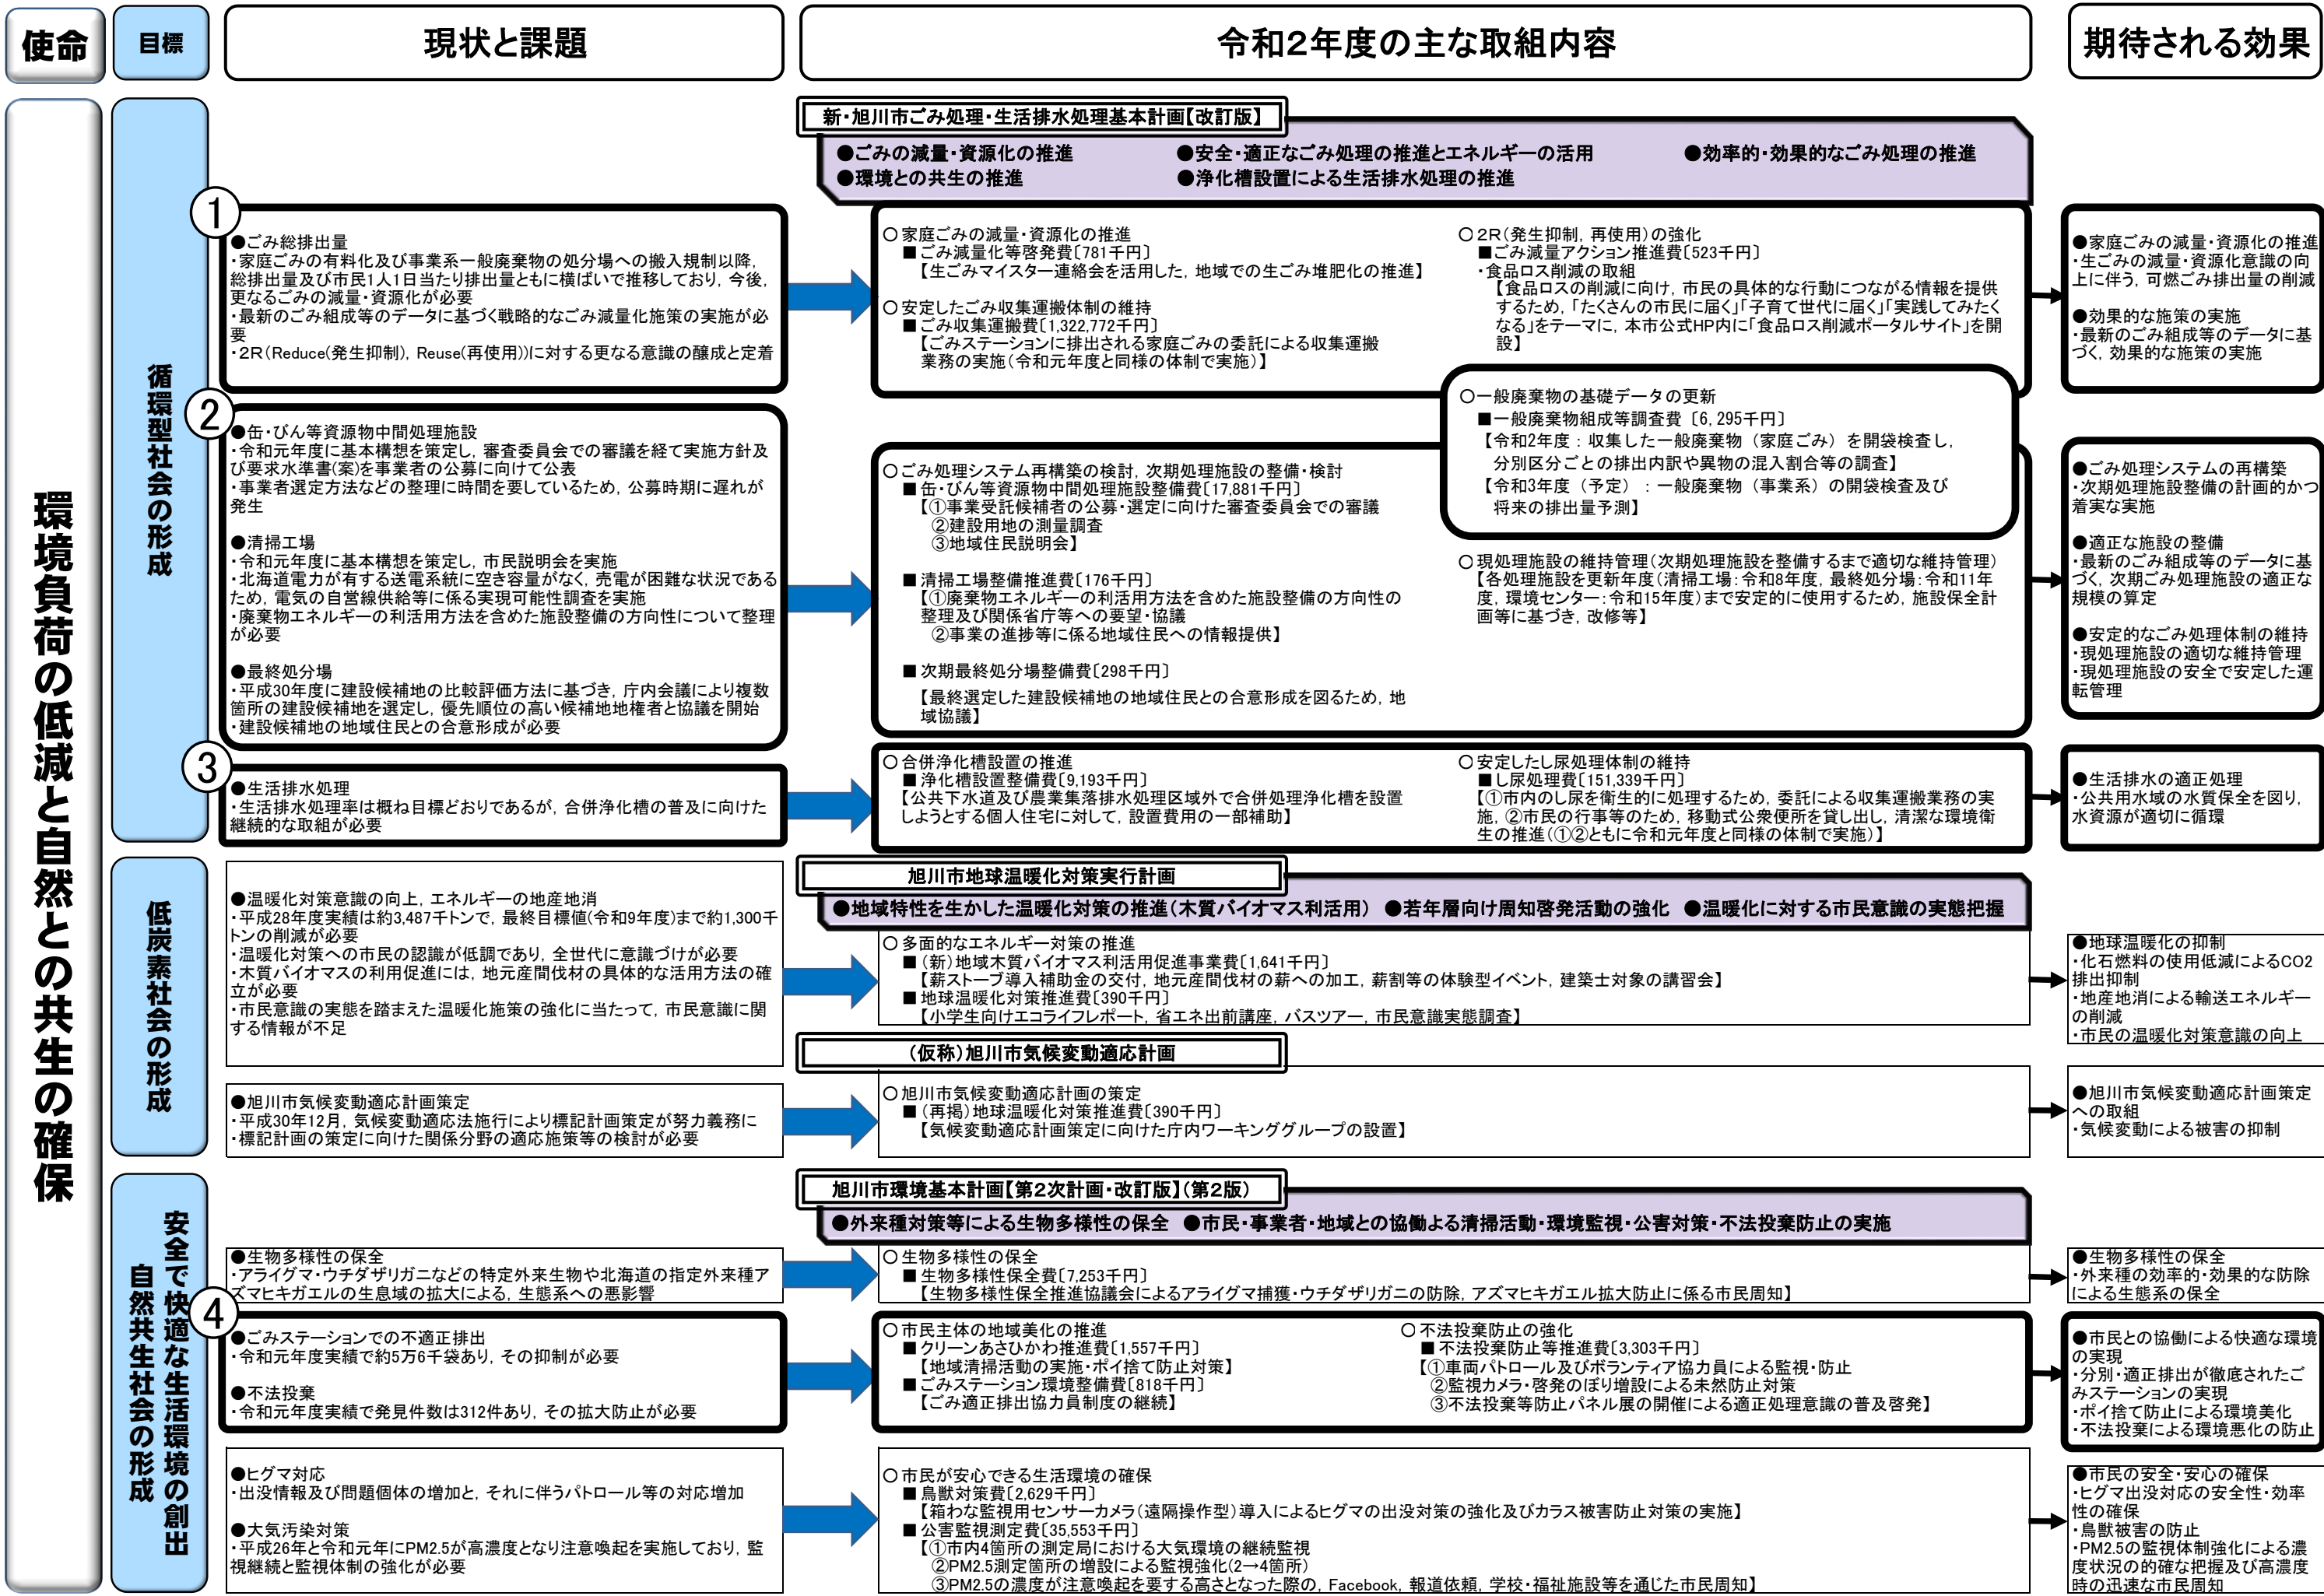 使命
目標
現状と課題
令和2年度の主な取組内容
期待される効果
環境負荷の低減と自然との共生の確保
循環型社会の形成
新・旭川市ごみ処理・生活排水処理基本計画【改訂版】
●ごみの減量・資源化の推進 ●安全・適正なごみ処理の推進とエネルギーの活用 ●効率的・効果的なごみ処理の推進
●環境との共生の推進 ●浄化槽設置による生活排水処理の推進
1
●ごみ総排出量
・家庭ごみの有料化及び事業系一般廃棄物の処分場への搬入規制以降,
総排出量及び市民1人1日当たり排出量ともに横ばいで推移しており, 今後,
更なるごみの減量・資源化が必要
・最新のごみ組成等のデータに基づく戦略的なごみ減量化施策の実施が必
要
・2R(Reduce(発生抑制), Reuse(再使用))に対する更なる意識の醸成と定着
○ 家庭ごみの減量・資源化の推進
■ ごみ減量化等啓発費〔781千円〕
【生ごみマイスター連絡会を活用した, 地域での生ごみ堆肥化の推進】
○ 安定したごみ収集運搬体制の維持
■ ごみ収集運搬費〔1,322,772千円〕
【ごみステーションに排出される家庭ごみの委託による収集運搬
業務の実施(令和元年度と同様の体制で実施)】
○ 2R(発生抑制, 再使用)の強化
■ごみ減量アクション推進費〔523千円〕
・食品ロス削減の取組
【食品ロスの削減に向け, 市民の具体的な行動につながる情報を提供
するため, 「たくさんの市民に届く」「子育て世代に届く」「実践してみたく
なる」をテーマに, 本市公式HP内に「食品ロス削減ポータルサイト」を開
設】
●家庭ごみの減量・資源化の推進
・生ごみの減量・資源化意識の向
上に伴う, 可燃ごみ排出量の削減
●効果的な施策の実施
・最新のごみ組成等のデータに基
づく, 効果的な施策の実施
○一般廃棄物の基礎データの更新
■一般廃棄物組成等調査費 〔6,295千円〕
【令和2年度:収集した一般廃棄物(家庭ごみ)を開袋検査し,
分別区分ごとの排出内訳や異物の混入割合等の調査】
【令和3年度(予定):一般廃棄物(事業系)の開袋検査及び
将来の排出量予測】
2
●缶・びん等資源物中間処理施設
・令和元年度に基本構想を策定し, 審査委員会での審議を経て実施方針及
び要求水準書(案)を事業者の公募に向けて公表
・事業者選定方法などの整理に時間を要しているため, 公募時期に遅れが
発生
●清掃工場
・令和元年度に基本構想を策定し, 市民説明会を実施
・北海道電力が有する送電系統に空き容量がなく, 売電が困難な状況である
ため, 電気の自営線供給等に係る実現可能性調査を実施
・廃棄物エネルギーの利活用方法を含めた施設整備の方向性について整理
が必要
●最終処分場
・平成30年度に建設候補地の比較評価方法に基づき, 庁内会議により複数
箇所の建設候補地を選定し, 優先順位の高い候補地地権者と協議を開始
・建設候補地の地域住民との合意形成が必要
○ ごみ処理システム再構築の検討, 次期処理施設の整備・検討
■ 缶・びん等資源物中間処理施設整備費〔17,881千円〕
【①事業受託候補者の公募・選定に向けた審査委員会での審議
②建設用地の測量調査
③地域住民説明会】
■ 清掃工場整備推進費〔176千円〕
【①廃棄物エネルギーの利活用方法を含めた施設整備の方向性の
整理及び関係省庁等への要望・協議
②事業の進捗等に係る地域住民への情報提供】
■ 次期最終処分場整備費〔298千円〕
【最終選定した建設候補地の地域住民との合意形成を図るため, 地
域協議】
○ 現処理施設の維持管理(次期処理施設を整備するまで適切な維持管理)
【各処理施設を更新年度(清掃工場:令和8年度, 最終処分場:令和11年
度, 環境センター:令和15年度)まで安定的に使用するため, 施設保全計
画等に基づき, 改修等】
●ごみ処理システムの再構築
・次期処理施設整備の計画的かつ
着実な実施
●適正な施設の整備
・最新のごみ組成等のデータに基
づく, 次期ごみ処理施設の適正な
規模の算定
●安定的なごみ処理体制の維持
・現処理施設の適切な維持管理
・現処理施設の安全で安定した運
転管理
3
●生活排水処理
・生活排水処理率は概ね目標どおりであるが, 合併浄化槽の普及に向けた
継続的な取組が必要
○ 合併浄化槽設置の推進
■ 浄化槽設置整備費〔9,193千円〕
【公共下水道及び農業集落排水処理区域外で合併処理浄化槽を設置
しようとする個人住宅に対して, 設置費用の一部補助】
○ 安定したし尿処理体制の維持
■し尿処理費〔151,339千円〕
【①市内のし尿を衛生的に処理するため, 委託による収集運搬業務の実
施, ②市民の行事等のため, 移動式公衆便所を貸し出し, 清潔な環境衛
生の推進(①②ともに令和元年度と同様の体制で実施)】
●生活排水の適正処理
・公共用水域の水質保全を図り,
水資源が適切に循環
低炭素社会の形成
旭川市地球温暖化対策実行計画
●地域特性を生かした温暖化対策の推進(木質バイオマス利活用) ●若年層向け周知啓発活動の強化 ●温暖化に対する市民意識の実態把握
●温暖化対策意識の向上, エネルギーの地産地消
・平成28年度実績は約3,487千トンで, 最終目標値(令和9年度)まで約1,300千
トンの削減が必要
・温暖化対策への市民の認識が低調であり, 全世代に意識づけが必要
・木質バイオマスの利用促進には, 地元産間伐材の具体的な活用方法の確
立が必要
・市民意識の実態を踏まえた温暖化施策の強化に当たって, 市民意識に関
する情報が不足
○ 多面的なエネルギー対策の推進
■ (新)地域木質バイオマス利活用促進事業費〔1,641千円〕
【薪ストーブ導入補助金の交付, 地元産間伐材の薪への加工, 薪割等の体験型イベント, 建築士対象の講習会】
■ 地球温暖化対策推進費〔390千円〕
【小学生向けエコライフレポート, 省エネ出前講座, バスツアー, 市民意識実態調査】
●地球温暖化の抑制
・化石燃料の使用低減によるCO2
排出抑制
・地産地消による輸送エネルギー
の削減
・市民の温暖化対策意識の向上
(仮称)旭川市気候変動適応計画
●旭川市気候変動適応計画策定
・平成30年12月, 気候変動適応法施行により標記計画策定が努力義務に
・標記計画の策定に向けた関係分野の適応施策等の検討が必要
○ 旭川市気候変動適応計画の策定
■ (再掲)地球温暖化対策推進費〔390千円〕
【気候変動適応計画策定に向けた庁内ワーキンググループの設置】
●旭川市気候変動適応計画策定
への取組
・気候変動による被害の抑制
安全で快適な生活環境の創出
自然共生社会の形成
旭川市環境基本計画【第2次計画・改訂版】(第2版)
●外来種対策等による生物多様性の保全 ●市民・事業者・地域との協働よる清掃活動・環境監視・公害対策・不法投棄防止の実施
●生物多様性の保全
・アライグマ・ウチダザリガニなどの特定外来生物や北海道の指定外来種ア
ズマヒキガエルの生息域の拡大による, 生態系への悪影響
○ 生物多様性の保全
■ 生物多様性保全費〔7,253千円〕
【生物多様性保全推進協議会によるアライグマ捕獲・ウチダザリガニの防除, アズマヒキガエル拡大防止に係る市民周知】
●生物多様性の保全
・外来種の効率的・効果的な防除
による生態系の保全
4
●ごみステーションでの不適正排出
・令和元年度実績で約5万6千袋あり, その抑制が必要
●不法投棄
・令和元年度実績で発見件数は312件あり, その拡大防止が必要
○ 市民主体の地域美化の推進
■ クリーンあさひかわ推進費〔1,557千円〕
【地域清掃活動の実施・ポイ捨て防止対策】
■ ごみステーション環境整備費〔818千円〕
【ごみ適正排出協力員制度の継続】
○ 不法投棄防止の強化
■ 不法投棄防止等推進費〔3,303千円〕
【①車両パトロール及びボランティア協力員による監視・防止
②監視カメラ・啓発のぼり増設による未然防止対策
③不法投棄等防止パネル展の開催による適正処理意識の普及啓発】
●市民との協働による快適な環境
の実現
・分別・適正排出が徹底されたご
みステーションの実現
・ポイ捨て防止による環境美化
・不法投棄による環境悪化の防止
●ヒグマ対応
・出没情報及び問題個体の増加と, それに伴うパトロール等の対応増加
●大気汚染対策
・平成26年と令和元年にPM2.5が高濃度となり注意喚起を実施しており, 監
視継続と監視体制の強化が必要
○ 市民が安心できる生活環境の確保
■ 鳥獣対策費〔2,629千円〕
【箱わな監視用センサーカメラ(遠隔操作型)導入によるヒグマの出没対策の強化及びカラス被害防止対策の実施】
■ 公害監視測定費〔35,553千円〕
【①市内4箇所の測定局における大気環境の継続監視
②PM2.5測定箇所の増設による監視強化(2→4箇所)
③PM2.5の濃度が注意喚起を要する高さとなった際の, Facebook, 報道依頼, 学校・福祉施設等を通じた市民周知】
●市民の安全・安心の確保
・ヒグマ出没対応の安全性・効率
性の確保
・鳥獣被害の防止
・PM2.5の監視体制強化による濃
度状況の的確な把握及び高濃度
時の迅速な市民周知